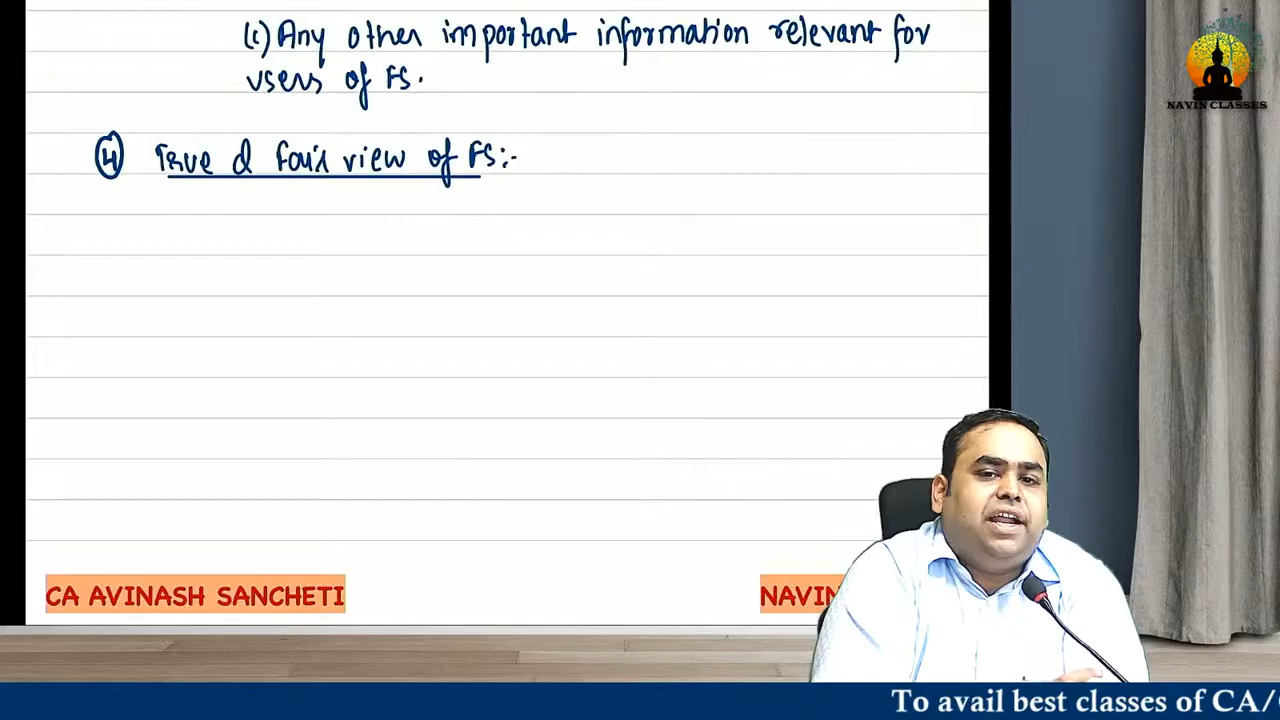 (c) Any other important information relevant for
users of FS.
NAVIN CLASSES
4 True & Fair view of FS:-
CA AVINASH SANCHETI
NAVIN
To avail best classes of CA/